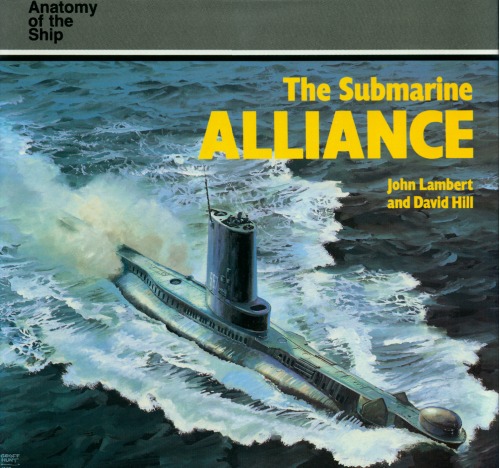 Anatomy
of the
Ship
The Submarine
ALLIANCE
John Lambert
and David Hill